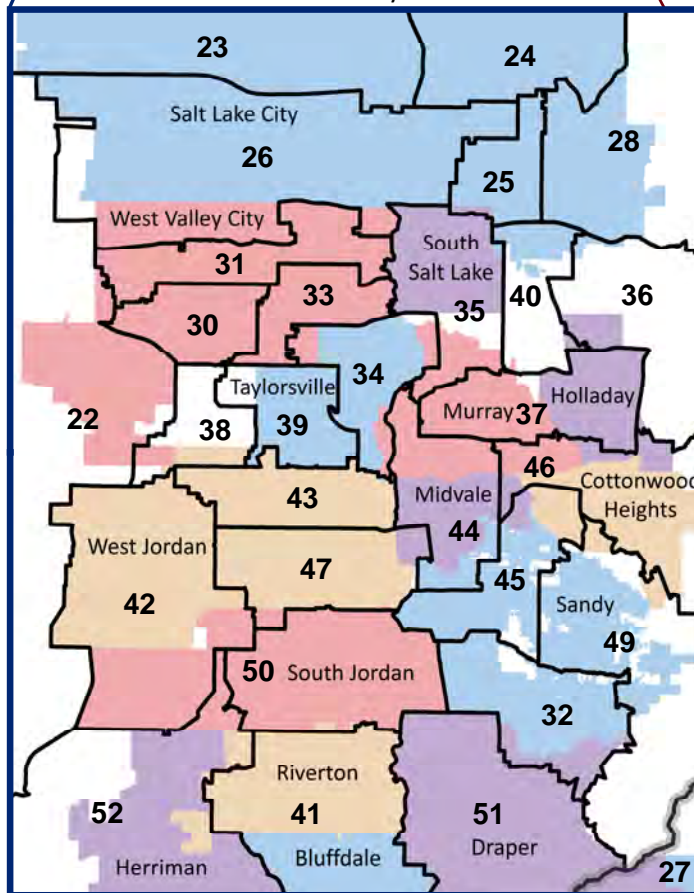 23
24
Salt Lake City
28
26
25
West Valley City
South
Salt Lake
31
33
40
36
35
30
34
Taylorsville
Holladay
22
Murray 37
38
39
46
Cottonwood
Heights
43
Midvale
44
West Jordan
47
45
42
Sandy
49
50 South Jordan
32
Riverton
52
41
51
Draper
Bluffdale
Herriman
27